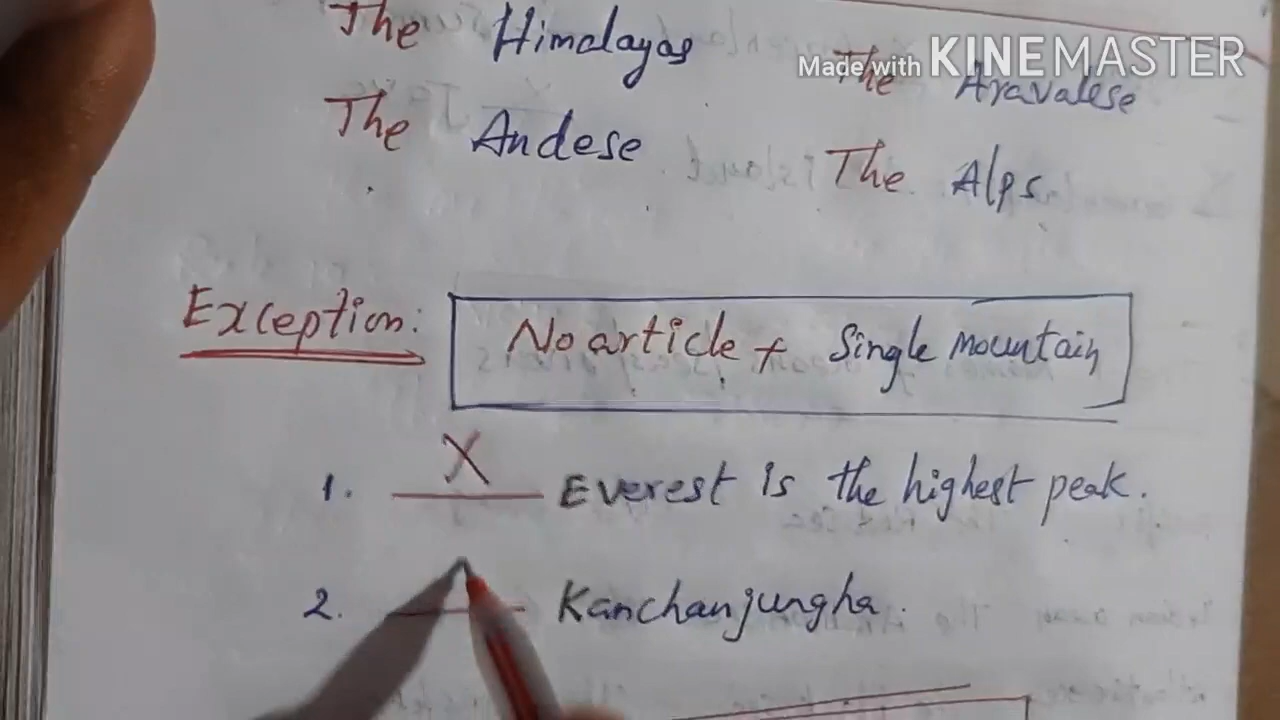 The Himalayas
Made with KINEMASTER
The Aravalese
The Andese
The Alps
Exception:
No article + Single mountain
X
1. Everest is the highest peak.
2. Kanchanjungha.